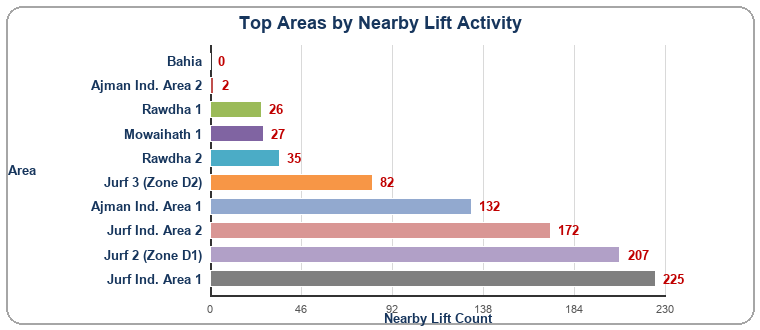 Top Areas by Nearby Lift Activity
Bahia 0
Ajman Ind. Area 2 2
Rawdha 1 26
Mowaihath 1 27
Rawdha 2 35
Area
Jurf 3 (Zone D2) 82
Ajman Ind. Area 1 132
Jurf Ind. Area 2 172
Jurf 2 (Zone D1) 207
Jurf Ind. Area 1 225
0 46 92 138 184 230
Nearby Lift Count